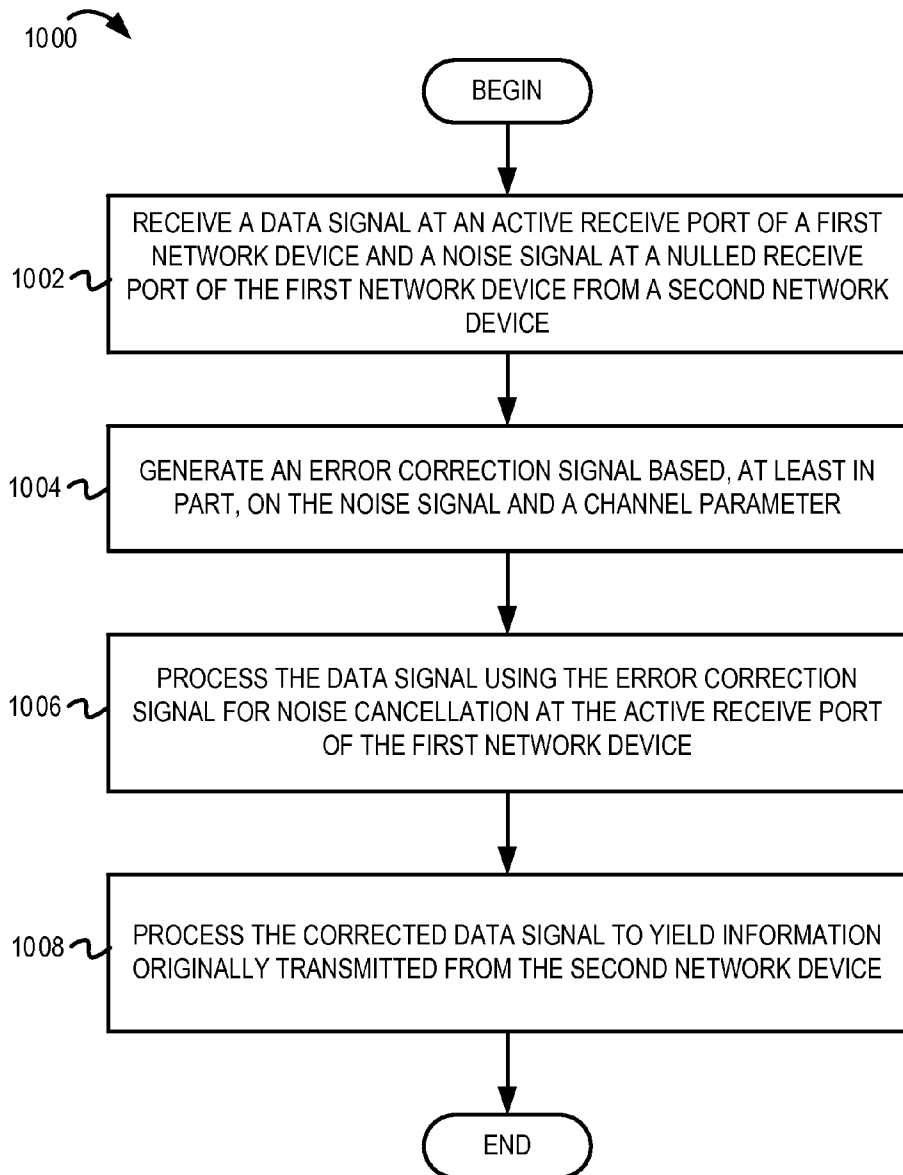 1000
BEGIN
RECEIVE A DATA SIGNAL AT AN ACTIVE RECEIVE PORT OF A FIRST
NETWORK DEVICE AND A NOISE SIGNAL AT A NULLED RECEIVE
PORT OF THE FIRST NETWORK DEVICE FROM A SECOND NETWORK
DEVICE
1002
GENERATE AN ERROR CORRECTION SIGNAL BASED, AT LEAST IN
PART, ON THE NOISE SIGNAL AND A CHANNEL PARAMETER
1004
PROCESS THE DATA SIGNAL USING THE ERROR CORRECTION
SIGNAL FOR NOISE CANCELLATION AT THE ACTIVE RECEIVE PORT
OF THE FIRST NETWORK DEVICE
1006
PROCESS THE CORRECTED DATA SIGNAL TO YIELD INFORMATION
ORIGINALLY TRANSMITTED FROM THE SECOND NETWORK DEVICE
1008
END